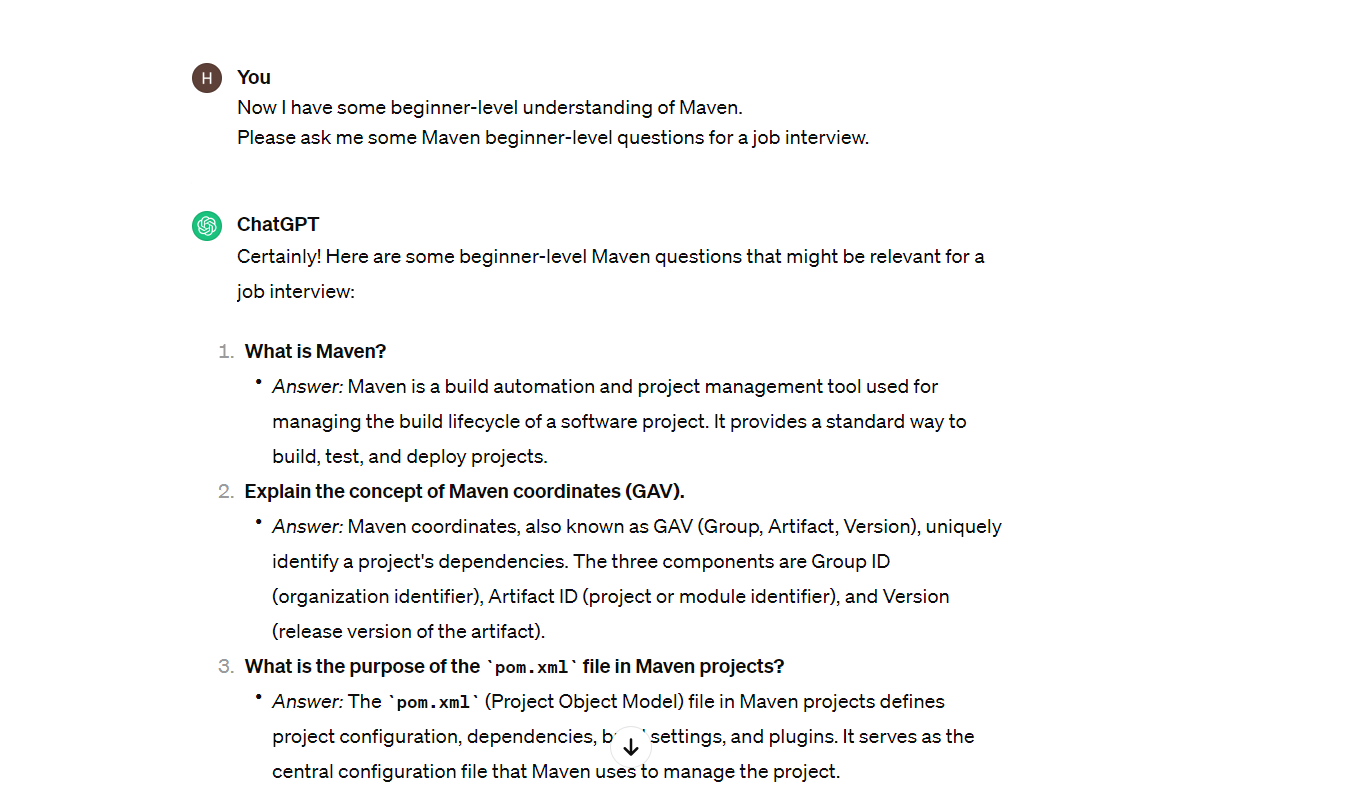 H
You
Now I have some beginner-level understanding of Maven.
Please ask me some Maven beginner-level questions for a job interview.
ChatGPT
Certainly! Here are some beginner-level Maven questions that might be relevant for a
job interview:
1. What is Maven?
• Answer: Maven is a build automation and project management tool used for
managing the build lifecycle of a software project. It provides a standard way to
build, test, and deploy projects.
2. Explain the concept of Maven coordinates (GAV).
• Answer: Maven coordinates, also known as GAV (Group, Artifact, Version), uniquely
identify a project's dependencies. The three components are Group ID
(organization identifier), Artifact ID (project or module identifier), and Version
(release version of the artifact).
3. What is the purpose of the `pom.xml` file in Maven projects?
• Answer: The `pom.xml` (Project Object Model) file in Maven projects defines
project configuration, dependencies, settings, and plugins. It serves as the
central configuration file that Maven uses to manage the project.